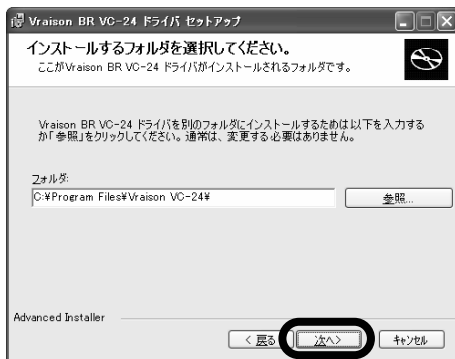 Vraison BR VC-24 ドライバ セットアップ
インストールするフォルダを選択してください。
ここがVraison BR VC-24 ドライバがインストールされるフォルダです。
Vraison BR VC-24 ドライバを別のフォルダにインストールするためは以下を入力する
か「参照」をクリックしてください。通常は、変更する必要はありません。
フォルダ:
C:¥Program Files¥Vraison VC-24¥
参照...
Advanced Installer
< 戻る
次へ>
キャンセル